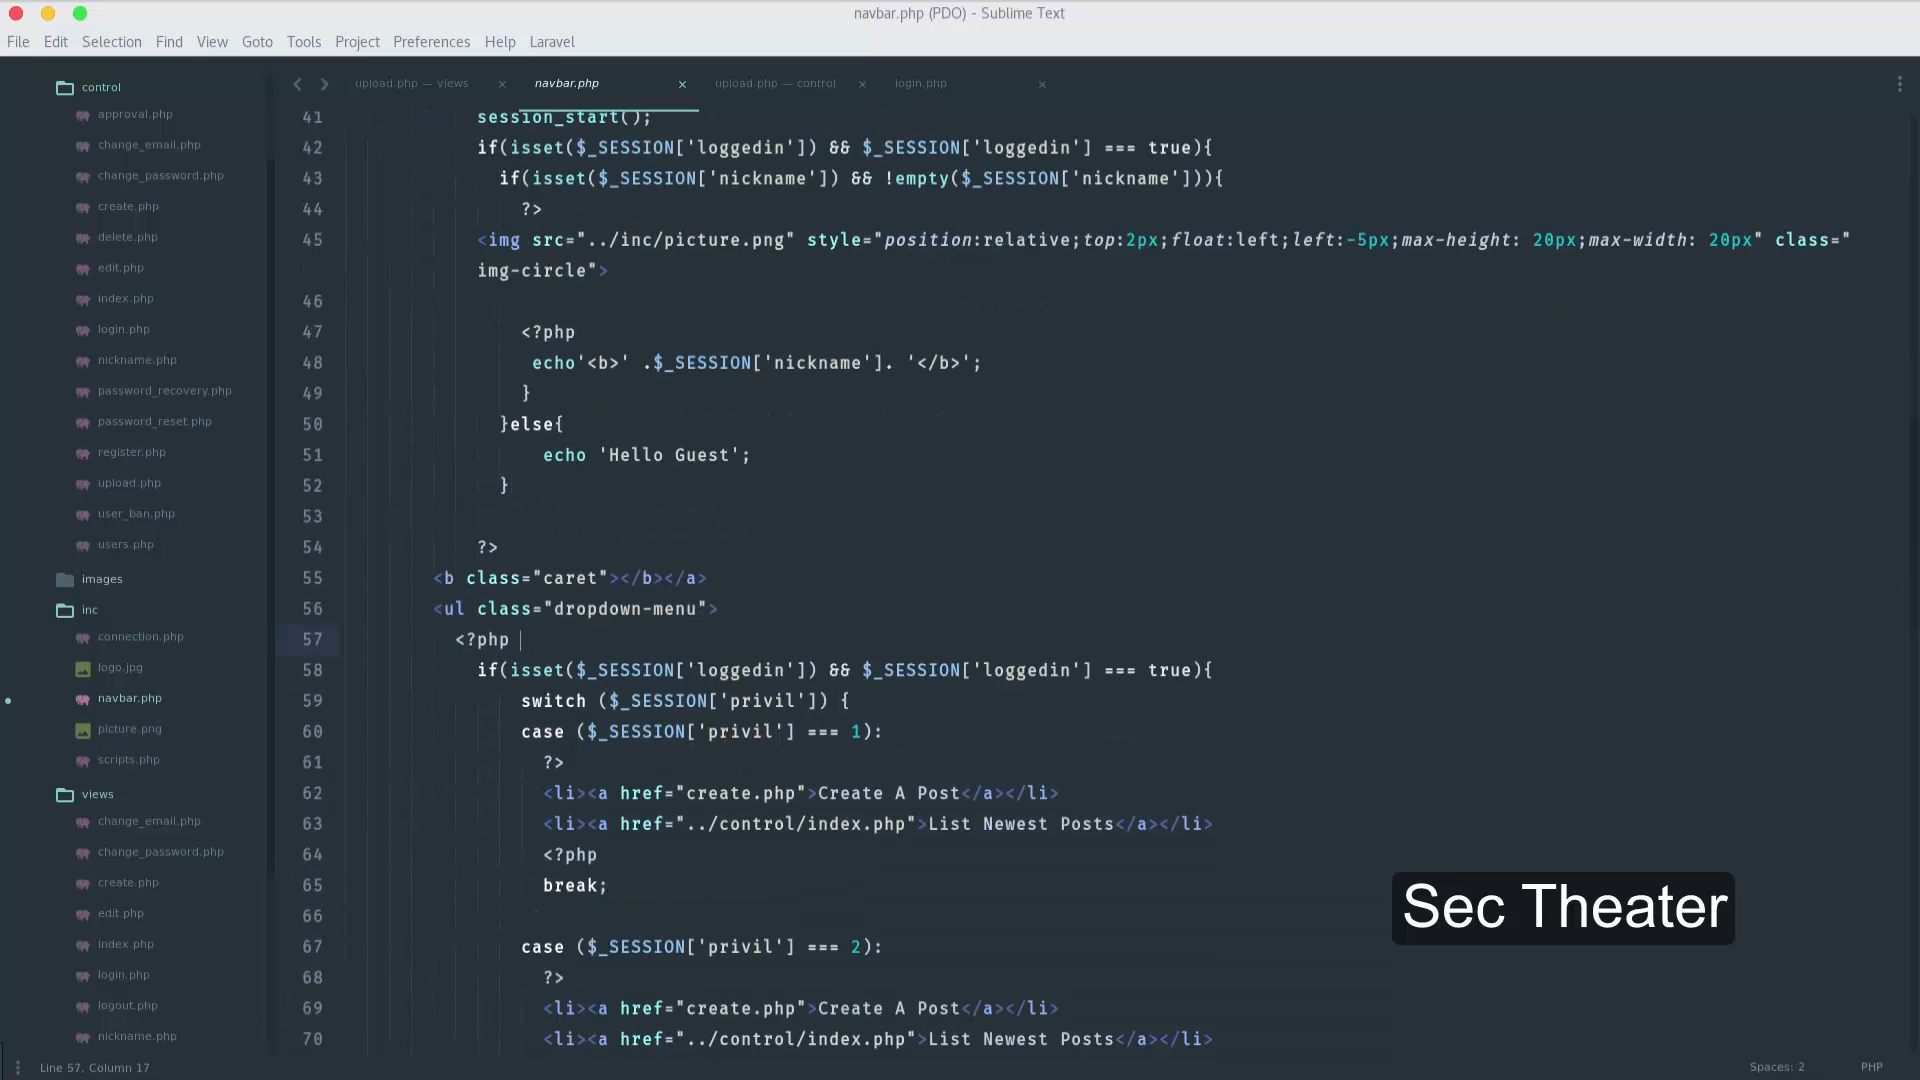 navbar.php (PDO) - Sublime Text
File Edit Selection Find View Goto Tools Project Preferences Help Laravel
control
approval.php
change_email.php
change_password.php
create.php
delete.php
edit.php
index.php
login.php
nickname.php
password_recovery.php
password_reset.php
register.php
upload.php
user_ban.php
users.php
images
inc
connection.php
logo.jpg
navbar.php
picture.png
scripts.php
views
change_email.php
change_password.php
create.php
edit.php
index.php
login.php
logout.php
nickname.php
upload.php — views × navbar.php × upload.php — control × login.php ×
41 session_start();
42 if(isset($_SESSION['loggedin']) && $_SESSION['loggedin'] === true){
43 if(isset($_SESSION['nickname']) && !empty($_SESSION['nickname'])){
44 ?>
45 <img src="../inc/picture.png" style="position:relative;top:2px;float:left;left:-5px;max-height: 20px;max-width: 20px" class="
img-circle">
46
47 <?php
48 echo'<b>' .$_SESSION['nickname']. '</b>';
49 }
50 }else{
51 echo 'Hello Guest';
52 }
53
54 ?>
55 <b class="caret"></b></a>
56 <ul class="dropdown-menu">
57 <?php
58 if(isset($_SESSION['loggedin']) && $_SESSION['loggedin'] === true){
59 switch ($_SESSION['privil']) {
60 case ($_SESSION['privil'] === 1):
61 ?>
62 <li><a href="create.php">Create A Post</a></li>
63 <li><a href="../control/index.php">List Newest Posts</a></li>
64 <?php
65 break;
66
67 case ($_SESSION['privil'] === 2):
68 ?>
69 <li><a href="create.php">Create A Post</a></li>
70 <li><a href="../control/index.php">List Newest Posts</a></li>
Sec Theater
Line 57, Column 17
Spaces: 2 PHP